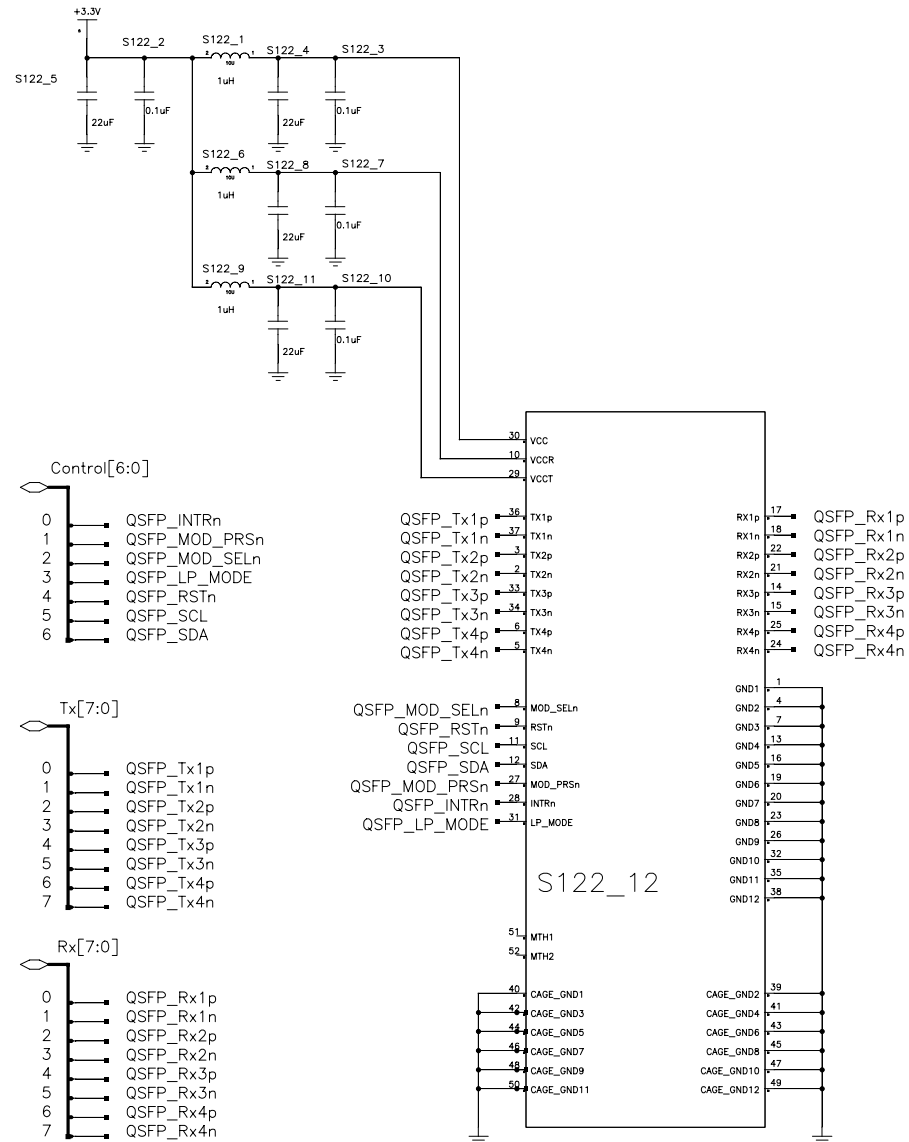 +3.3V
S122_5
S122_2
S122_1
S122_4
S122_3
2 10U 1
1uH
22uF
0.1uF
22uF
0.1uF
S122_6
S122_8
S122_7
2 10U 1
1uH
22uF
0.1uF
S122_9
S122_11
S122_10
2 10U 1
1uH
22uF
0.1uF
Control[6:0]
0 QSFP_INTRn
1 QSFP_MOD_PRSn
2 QSFP_MOD_SELn
3 QSFP_LP_MODE
4 QSFP_RSTn
5 QSFP_SCL
6 QSFP_SDA
Tx[7:0]
0 QSFP_Tx1p
1 QSFP_Tx1n
2 QSFP_Tx2p
3 QSFP_Tx2n
4 QSFP_Tx3p
5 QSFP_Tx3n
6 QSFP_Tx4p
7 QSFP_Tx4n
Rx[7:0]
0 QSFP_Rx1p
1 QSFP_Rx1n
2 QSFP_Rx2p
3 QSFP_Rx2n
4 QSFP_Rx3p
5 QSFP_Rx3n
6 QSFP_Rx4p
7 QSFP_Rx4n
30 VCC
10 VCCR
29 VCCT
QSFP_Tx1p 36 TX1p
QSFP_Tx1n 37 TX1n
QSFP_Tx2p 3 TX2p
QSFP_Tx2n 2 TX2n
QSFP_Tx3p 33 TX3p
QSFP_Tx3n 34 TX3n
QSFP_Tx4p 6 TX4p
QSFP_Tx4n 5 TX4n
QSFP_MOD_SELn 8 MOD_SELn
QSFP_RSTn 9 RSTn
QSFP_SCL 11 SCL
QSFP_SDA 12 SDA
QSFP_MOD_PRSn 27 MOD_PRSn
QSFP_INTRn 28 INTRn
QSFP_LP_MODE 31 LP_MODE
S122_12
51 MTH1
52 MTH2
40 CAGE_GND1
42 CAGE_GND3
44 CAGE_GND5
46 CAGE_GND7
48 CAGE_GND9
50 CAGE_GND11
RX1p 17 QSFP_Rx1p
RX1n 18 QSFP_Rx1n
RX2p 22 QSFP_Rx2p
RX2n 21 QSFP_Rx2n
RX3p 14 QSFP_Rx3p
RX3n 15 QSFP_Rx3n
RX4p 25 QSFP_Rx4p
RX4n 24 QSFP_Rx4n
GND1 1
GND2 4
GND3 7
GND4 13
GND5 16
GND6 19
GND7 20
GND8 23
GND9 26
GND10 32
GND11 35
GND12 38
CAGE_GND2 39
CAGE_GND4 41
CAGE_GND6 43
CAGE_GND8 45
CAGE_GND10 47
CAGE_GND12 49